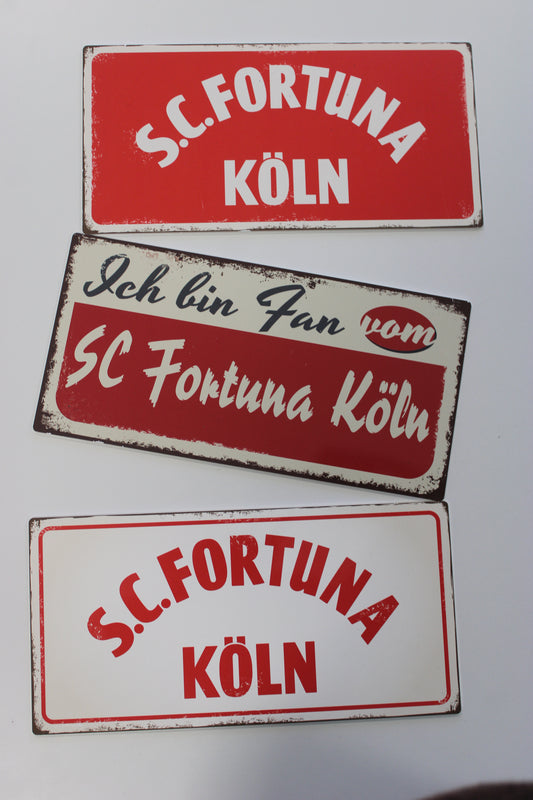 S.C.FORTUNA
KÖLN
Ich bin Fan vom
SC Fortuna Köln
S.C.FORTUNA
KÖLN